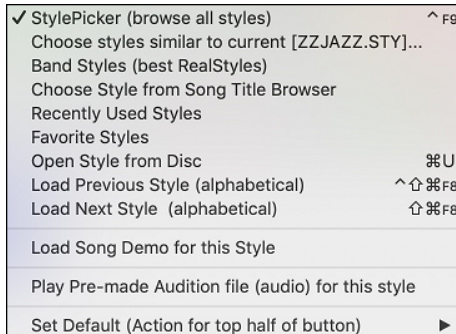 ✓ StylePicker (browse all styles) ^ F9
Choose styles similar to current [ZZJAZZ.STY]...
Band Styles (best RealStyles)
Choose Style from Song Title Browser
Recently Used Styles
Favorite Styles
Open Style from Disc ⌘U
Load Previous Style (alphabetical) ^⇧⌘F8
Load Next Style (alphabetical) ⇧⌘F8
Load Song Demo for this Style
Play Pre-made Audition file (audio) for this style
Set Default (Action for top half of button) ▶